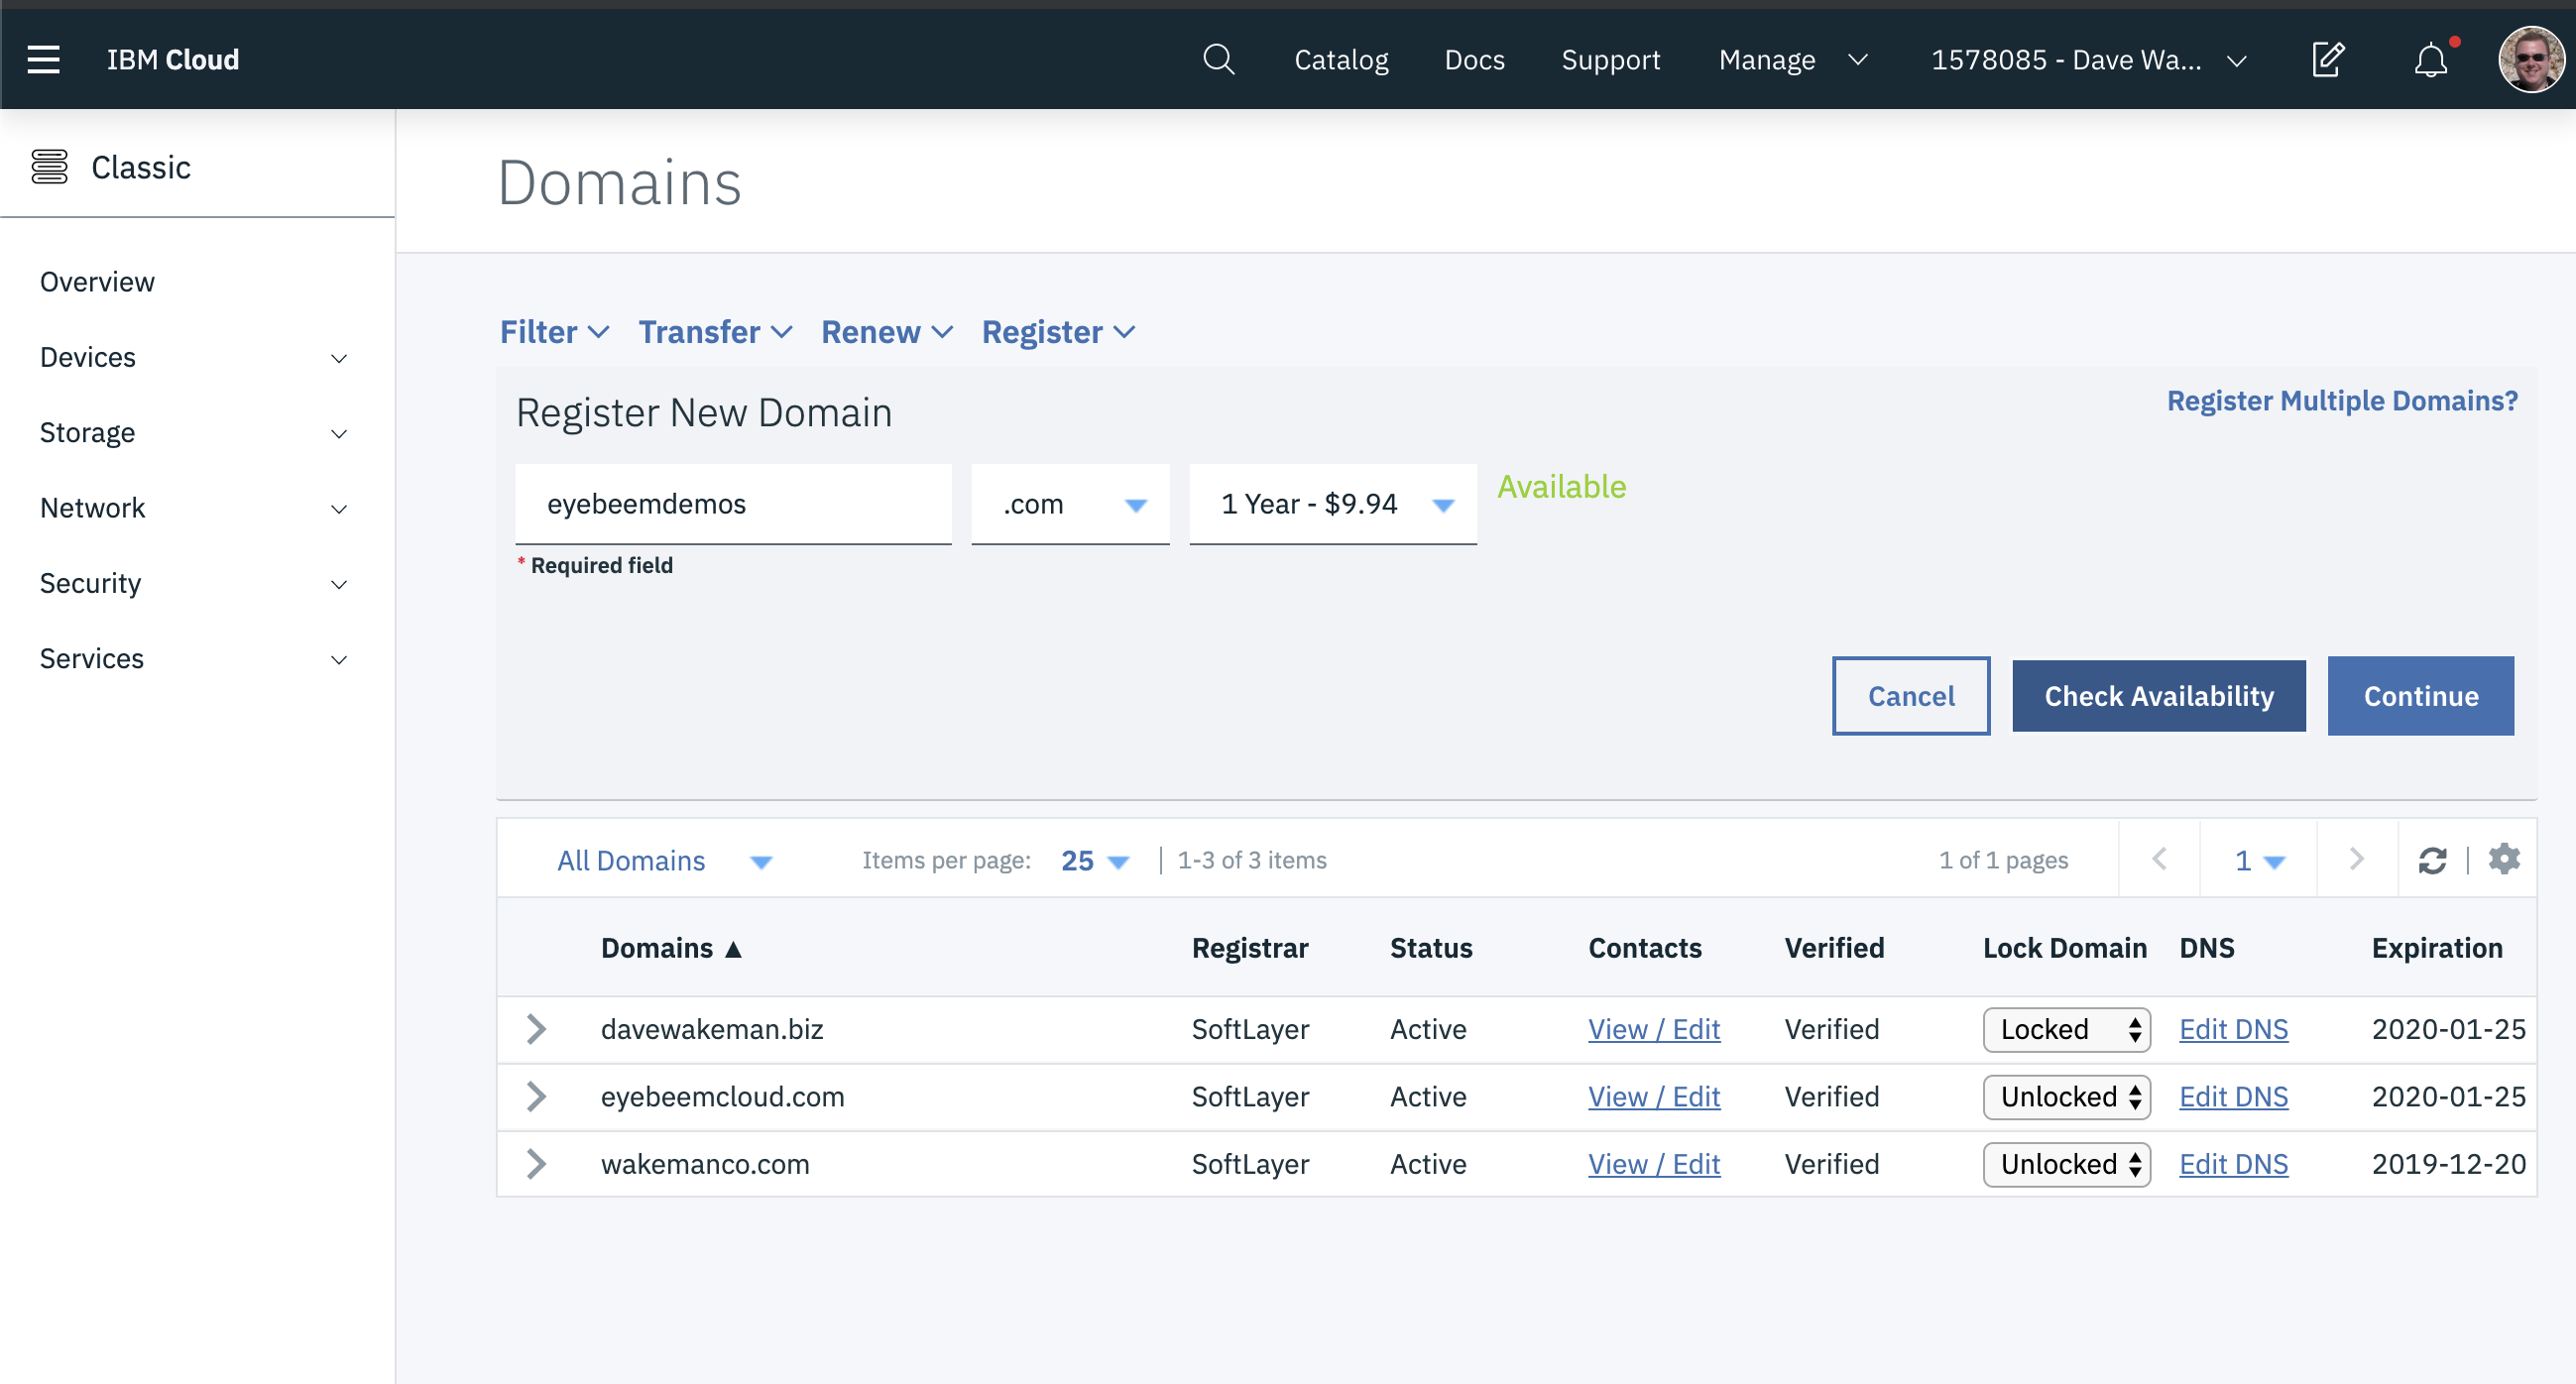 IBM Cloud Catalog Docs Support Manage 1578085 - Dave Wa...
Classic
Domains
Overview
Devices
Storage
Network
Security
Services
Filter Transfer Renew Register
Register New Domain Register Multiple Domains?
eyebeemdemos .com 1 Year - $9.94 Available
* Required field
Cancel Check Availability Continue
All Domains Items per page: 25 | 1-3 of 3 items 1 of 1 pages 1
Domains ▲ Registrar Status Contacts Verified Lock Domain DNS Expiration
davewakeman.biz SoftLayer Active View / Edit Verified Locked Edit DNS 2020-01-25
eyebeemcloud.com SoftLayer Active View / Edit Verified Unlocked Edit DNS 2020-01-25
wakemanco.com SoftLayer Active View / Edit Verified Unlocked Edit DNS 2019-12-20